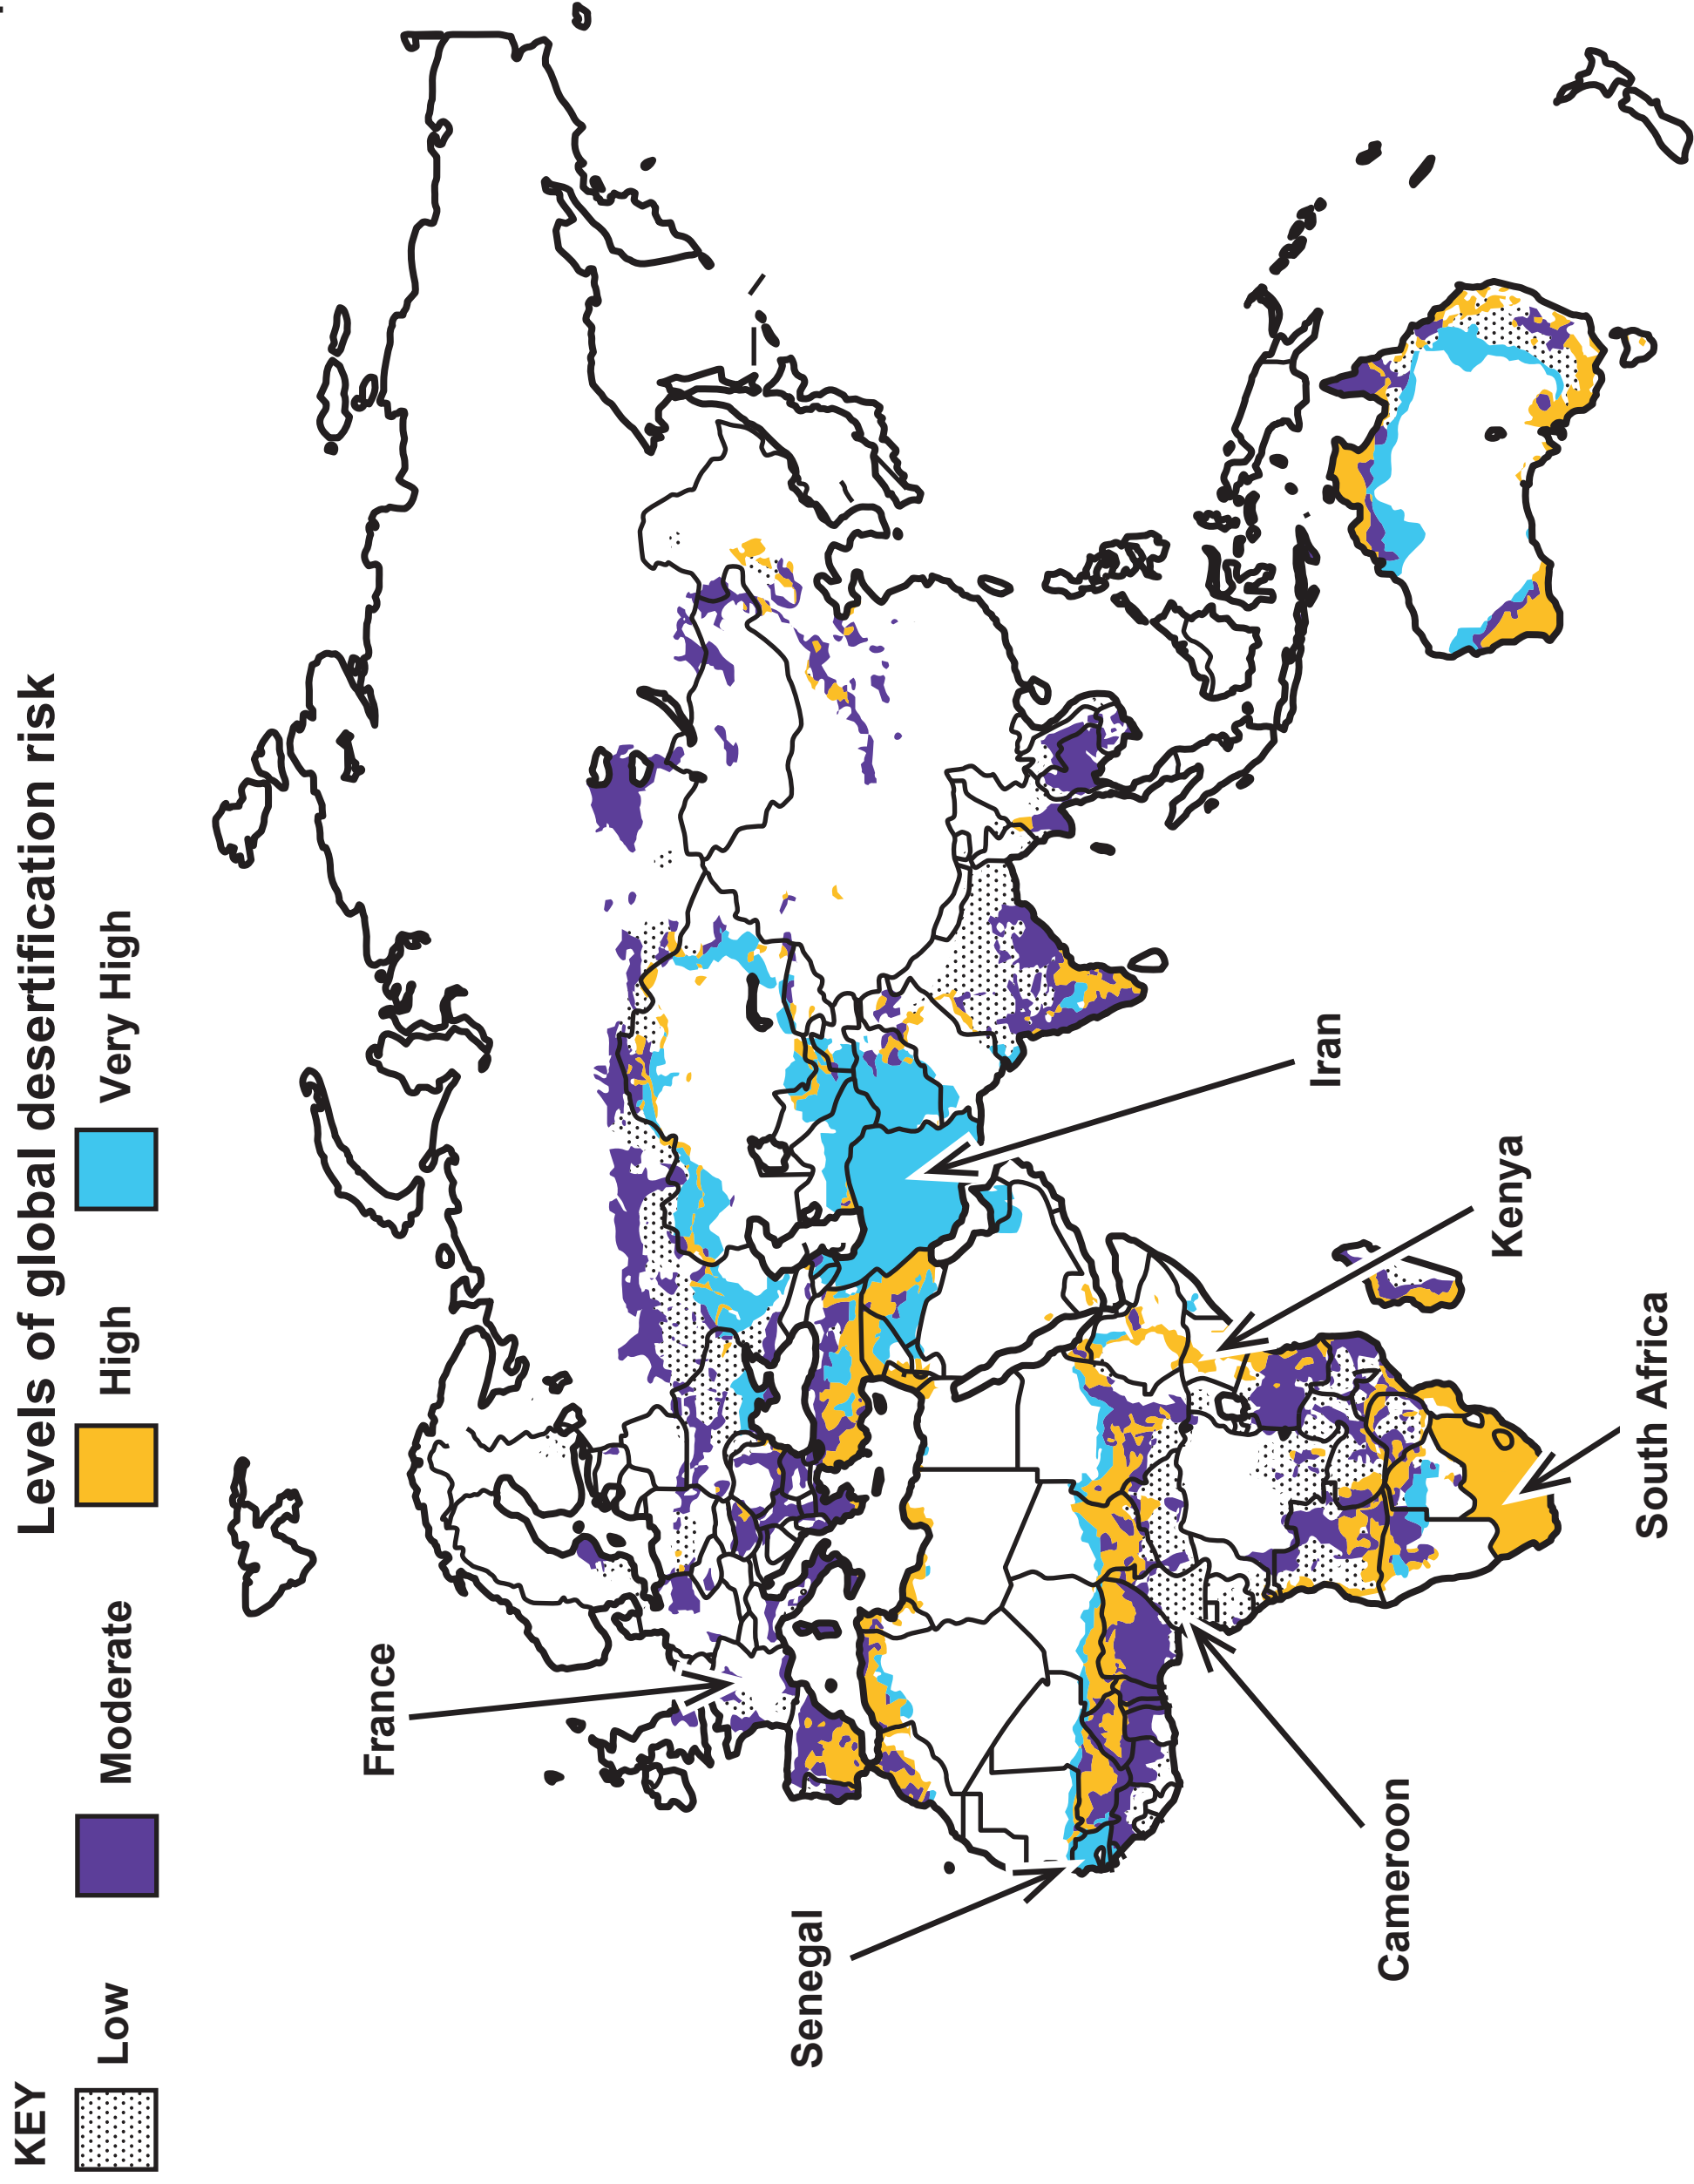 Levels of global desertification risk
KEY
Low
Moderate
High
Very High
France
Senegal
Cameroon
South Africa
Kenya
Iran